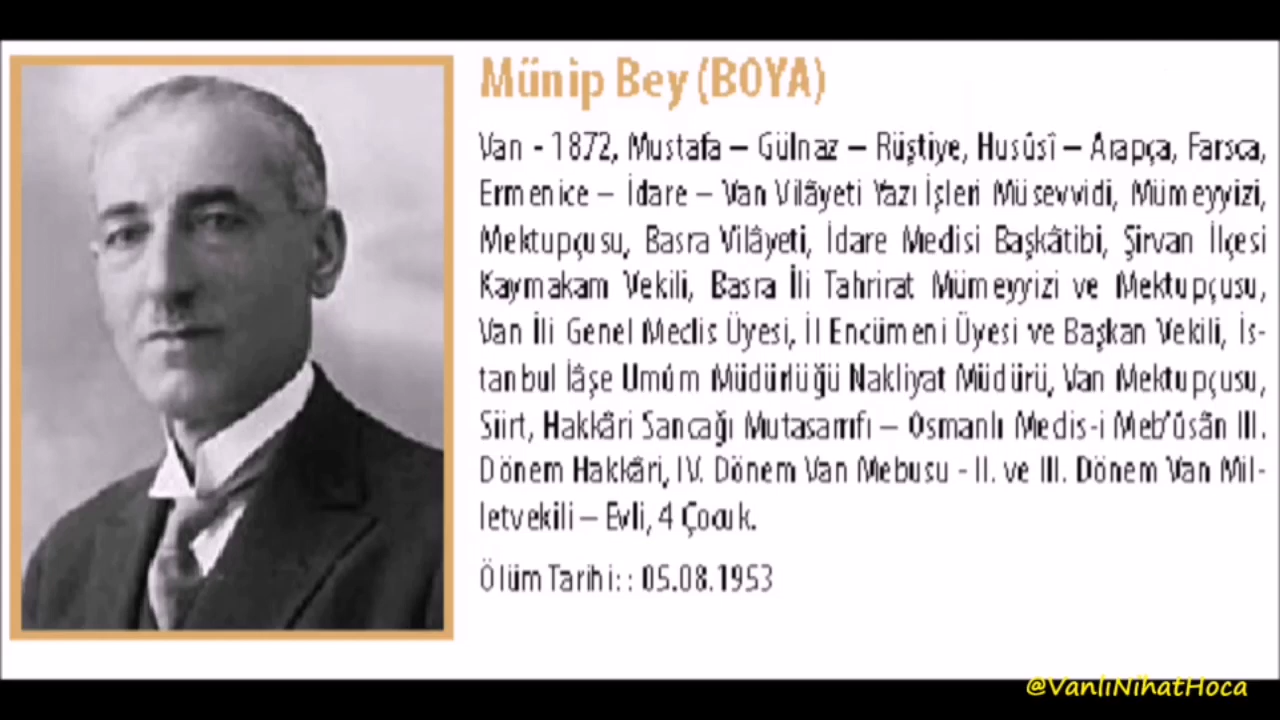 Münip Bey (BOYA)
Van - 1872, Mustafa – Gülnaz – Rüştiye, Husûsî – Arapça, Farsca,
Ermenice – İdare – Van Vilâyeti Yazı İşleri Müsevvidi, Mümeyyizi,
Mektupçusu, Basra Vilâyeti, İdare Meclisi Başkâtibi, Şirvan İlçesi
Kaymakam Vekili, Basra İli Tahrirat Mümeyyizi ve Mektupçusu,
Van İli Genel Meclis Üyesi, İl Encümeni Üyesi ve Başkan Vekili, İs-
tanbul İâşe Umûm Müdürlüğü Nakliyat Müdürü, Van Mektupçusu,
Siirt, Hakkâri Sancağı Mutasarrıfı – Osmanlı Meclis-i Meb'ûsân III.
Dönem Hakkâri, IV. Dönem Van Mebusu - II. ve III. Dönem Van Mil-
letvekili – Evli, 4 Çocuk.
Ölüm Tarihi: : 05.08.1953
@VanlıNihatHoca